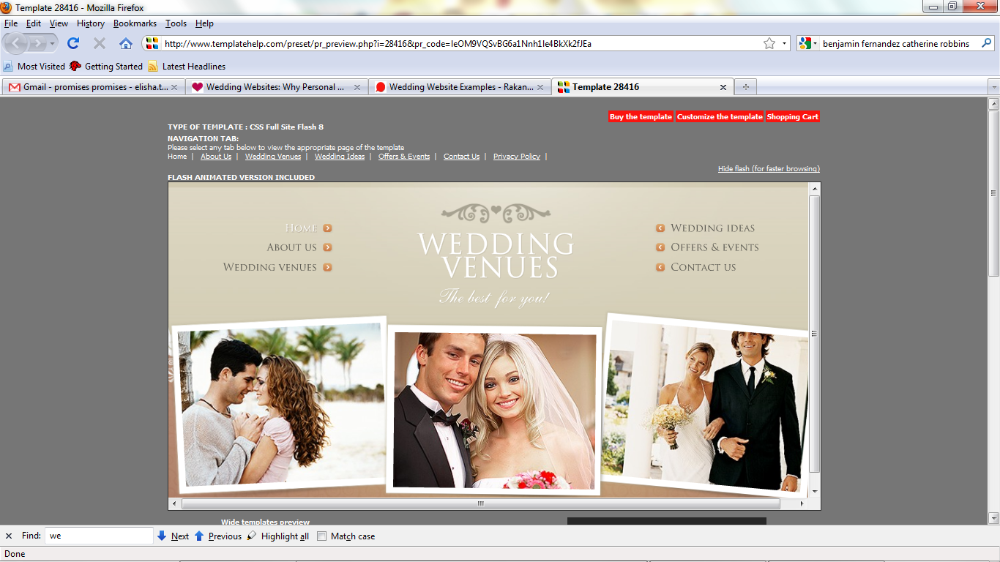 Template 28416 - Mozilla Firefox
File Edit View History Bookmarks Tools Help
http://www.templatehelp.com/preset/pr_preview.php?i=28416&pr_code=IeOM9VQSvBG6a1Nnh1Ie4BkXk2fJEa
benjamin fernandez catherine robbins
Most Visited Getting Started Latest Headlines
Gmail - promises promises - elisha.t... Wedding Websites: Why Personal ... Wedding Website Examples - Rakan... Template 28416
Buy the template Customize the template Shopping Cart
TYPE OF TEMPLATE : CSS Full Site Flash 8
NAVIGATION TAB:
Please select any tab below to view the appropriate page of the template
Home | About Us | Wedding Venues | Wedding Ideas | Offers & Events | Contact Us | Privacy Policy |
Hide flash (for faster browsing)
FLASH ANIMATED VERSION INCLUDED
Home
About us
Wedding venues
WEDDING
VENUES
The best for you!
Wedding ideas
Offers & events
Contact us
Wide templates preview
Find: we Next Previous Highlight all Match case
Done